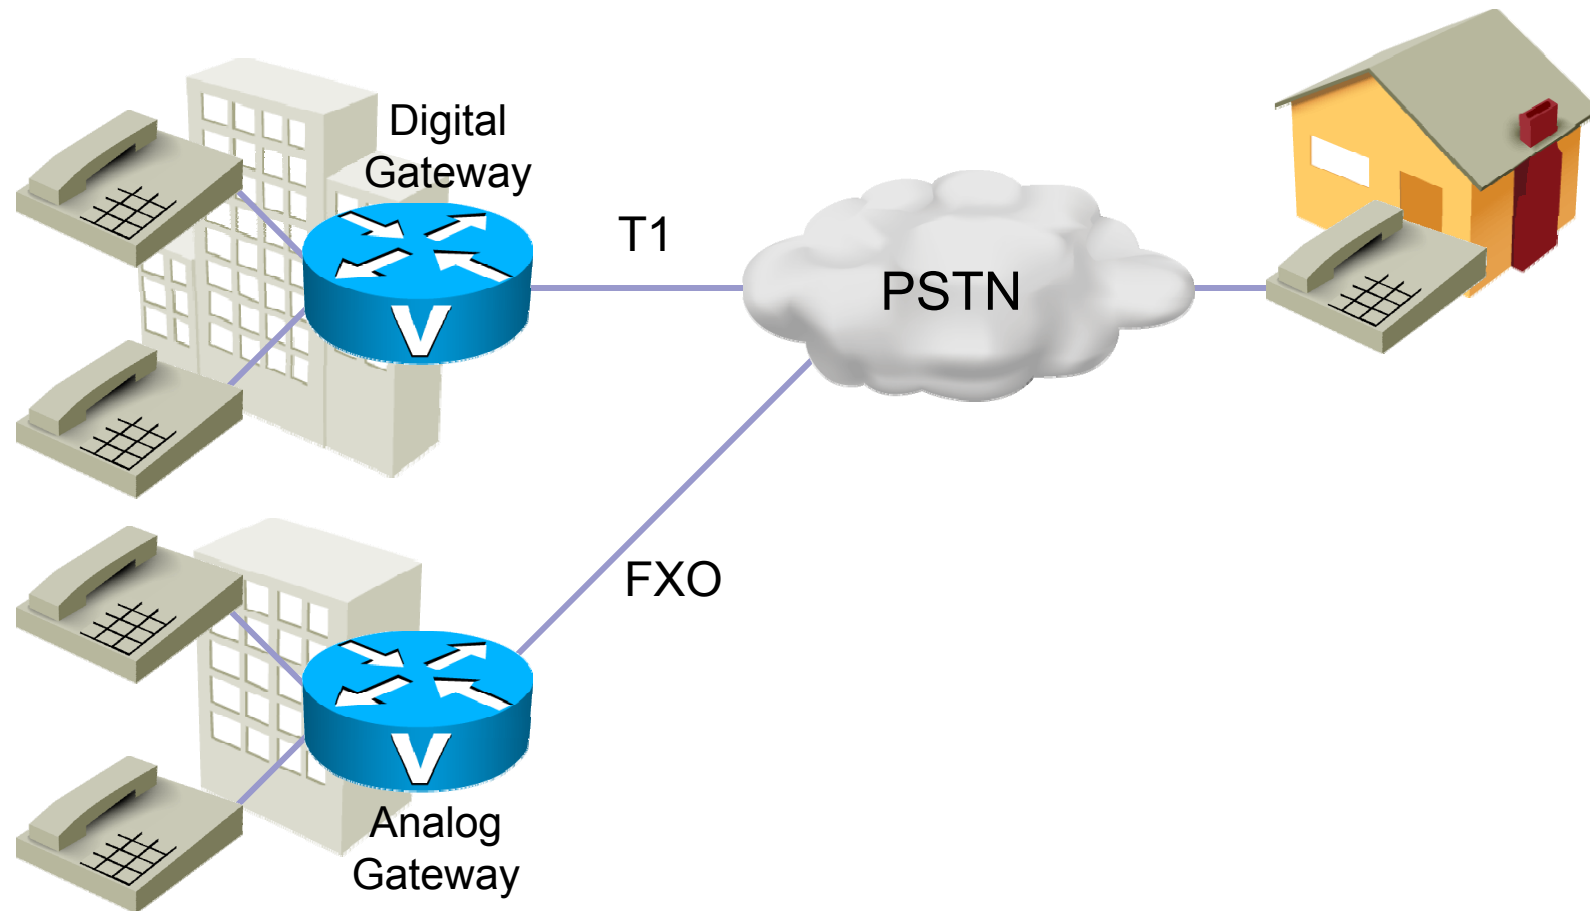 Digital
Gateway
T1
PSTN
V
FXO
V
Analog
Gateway